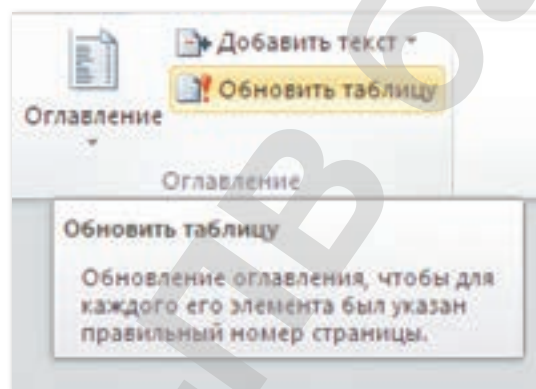 Добавить текст
Обновить таблицу
Оглавление
Оглавление
Обновить таблицу
Обновление оглавления, чтобы для
каждого его элемента был указан
правильный номер страницы.